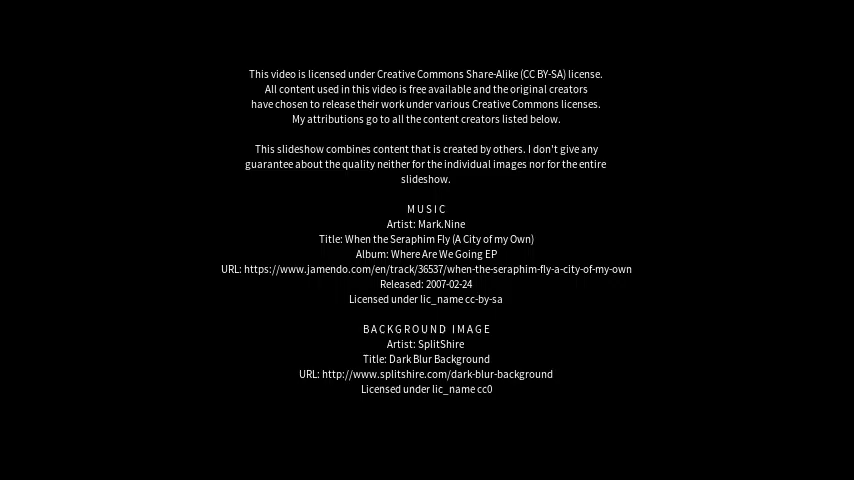 This video is licensed under Creative Commons Share-Alike (CC BY-SA) license.
All content used in this video is free available and the original creators
have chosen to release their work under various Creative Commons licenses.
My attributions go to all the content creators listed below.
This slideshow combines content that is created by others. I don't give any
guarantee about the quality neither for the individual images nor for the entire
slideshow.
MUSIC
Artist: Mark.Nine
Title: When the Seraphim Fly (A City of my Own)
Album: Where Are We Going EP
URL: https://www.jamendo.com/en/track/36537/when-the-seraphim-fly-a-city-of-my-own
Released: 2007-02-24
Licensed under lic_name cc-by-sa
BACKGROUND IMAGE
Artist: SplitShire
Title: Dark Blur Background
URL: http://www.splitshire.com/dark-blur-background
Licensed under lic_name cc0